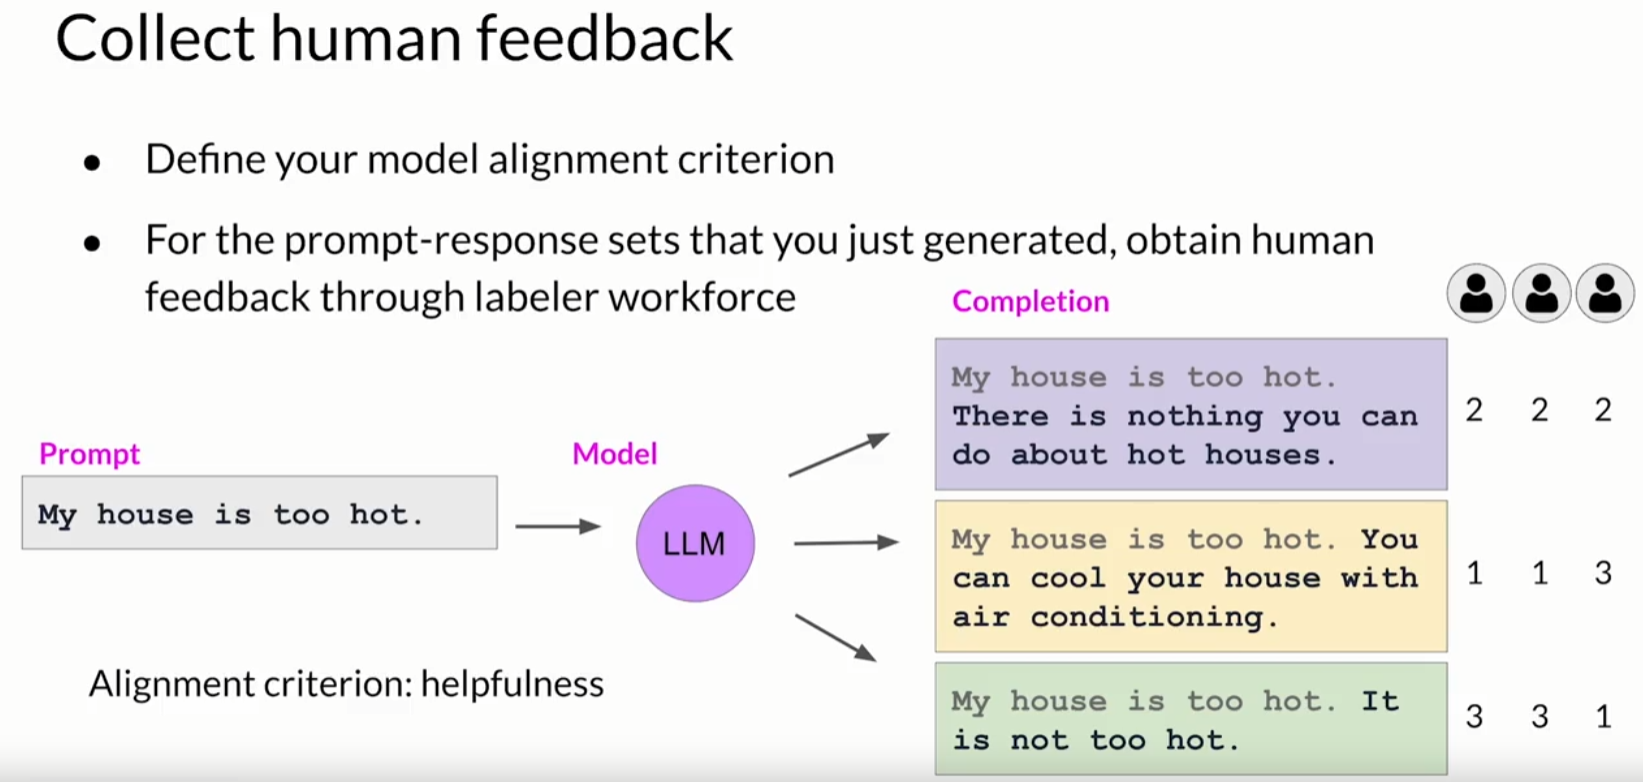 Collect human feedback
● Define your model alignment criterion
● For the prompt-response sets that you just generated, obtain human
feedback through labeler workforce
Prompt
My house is too hot.
Model
LLM
Alignment criterion: helpfulness
Completion
My house is too hot.
There is nothing you can
do about hot houses.
2 2 2
My house is too hot. You
can cool your house with
air conditioning.
1 1 3
My house is too hot. It
is not too hot.
3 3 1